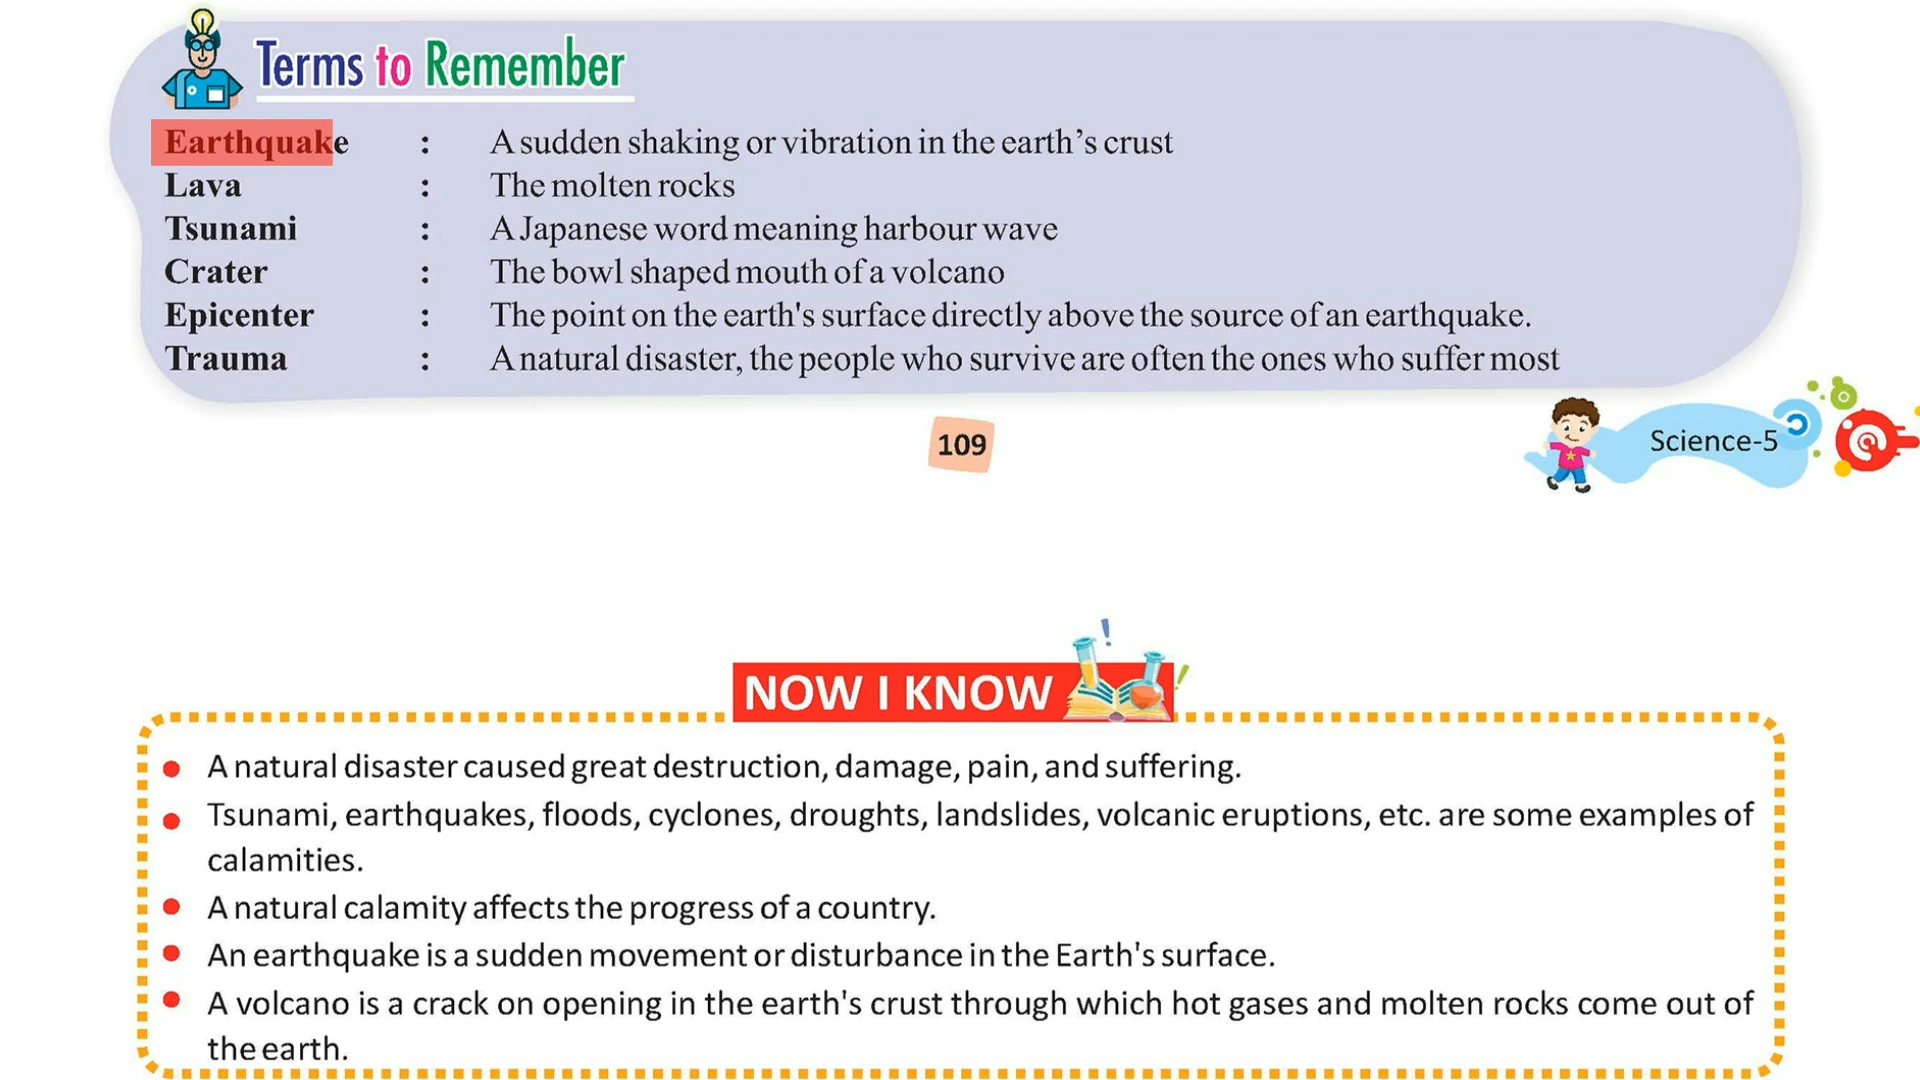 Terms to Remember
Earthquake : A sudden shaking or vibration in the earth’s crust
Lava : The molten rocks
Tsunami : A Japanese word meaning harbour wave
Crater : The bowl shaped mouth of a volcano
Epicenter : The point on the earth's surface directly above the source of an earthquake.
Trauma : A natural disaster, the people who survive are often the ones who suffer most
109
Science-5
NOW I KNOW
● A natural disaster caused great destruction, damage, pain, and suffering.
● Tsunami, earthquakes, floods, cyclones, droughts, landslides, volcanic eruptions, etc. are some examples of
calamities.
● A natural calamity affects the progress of a country.
● An earthquake is a sudden movement or disturbance in the Earth's surface.
● A volcano is a crack on opening in the earth's crust through which hot gases and molten rocks come out of
the earth.